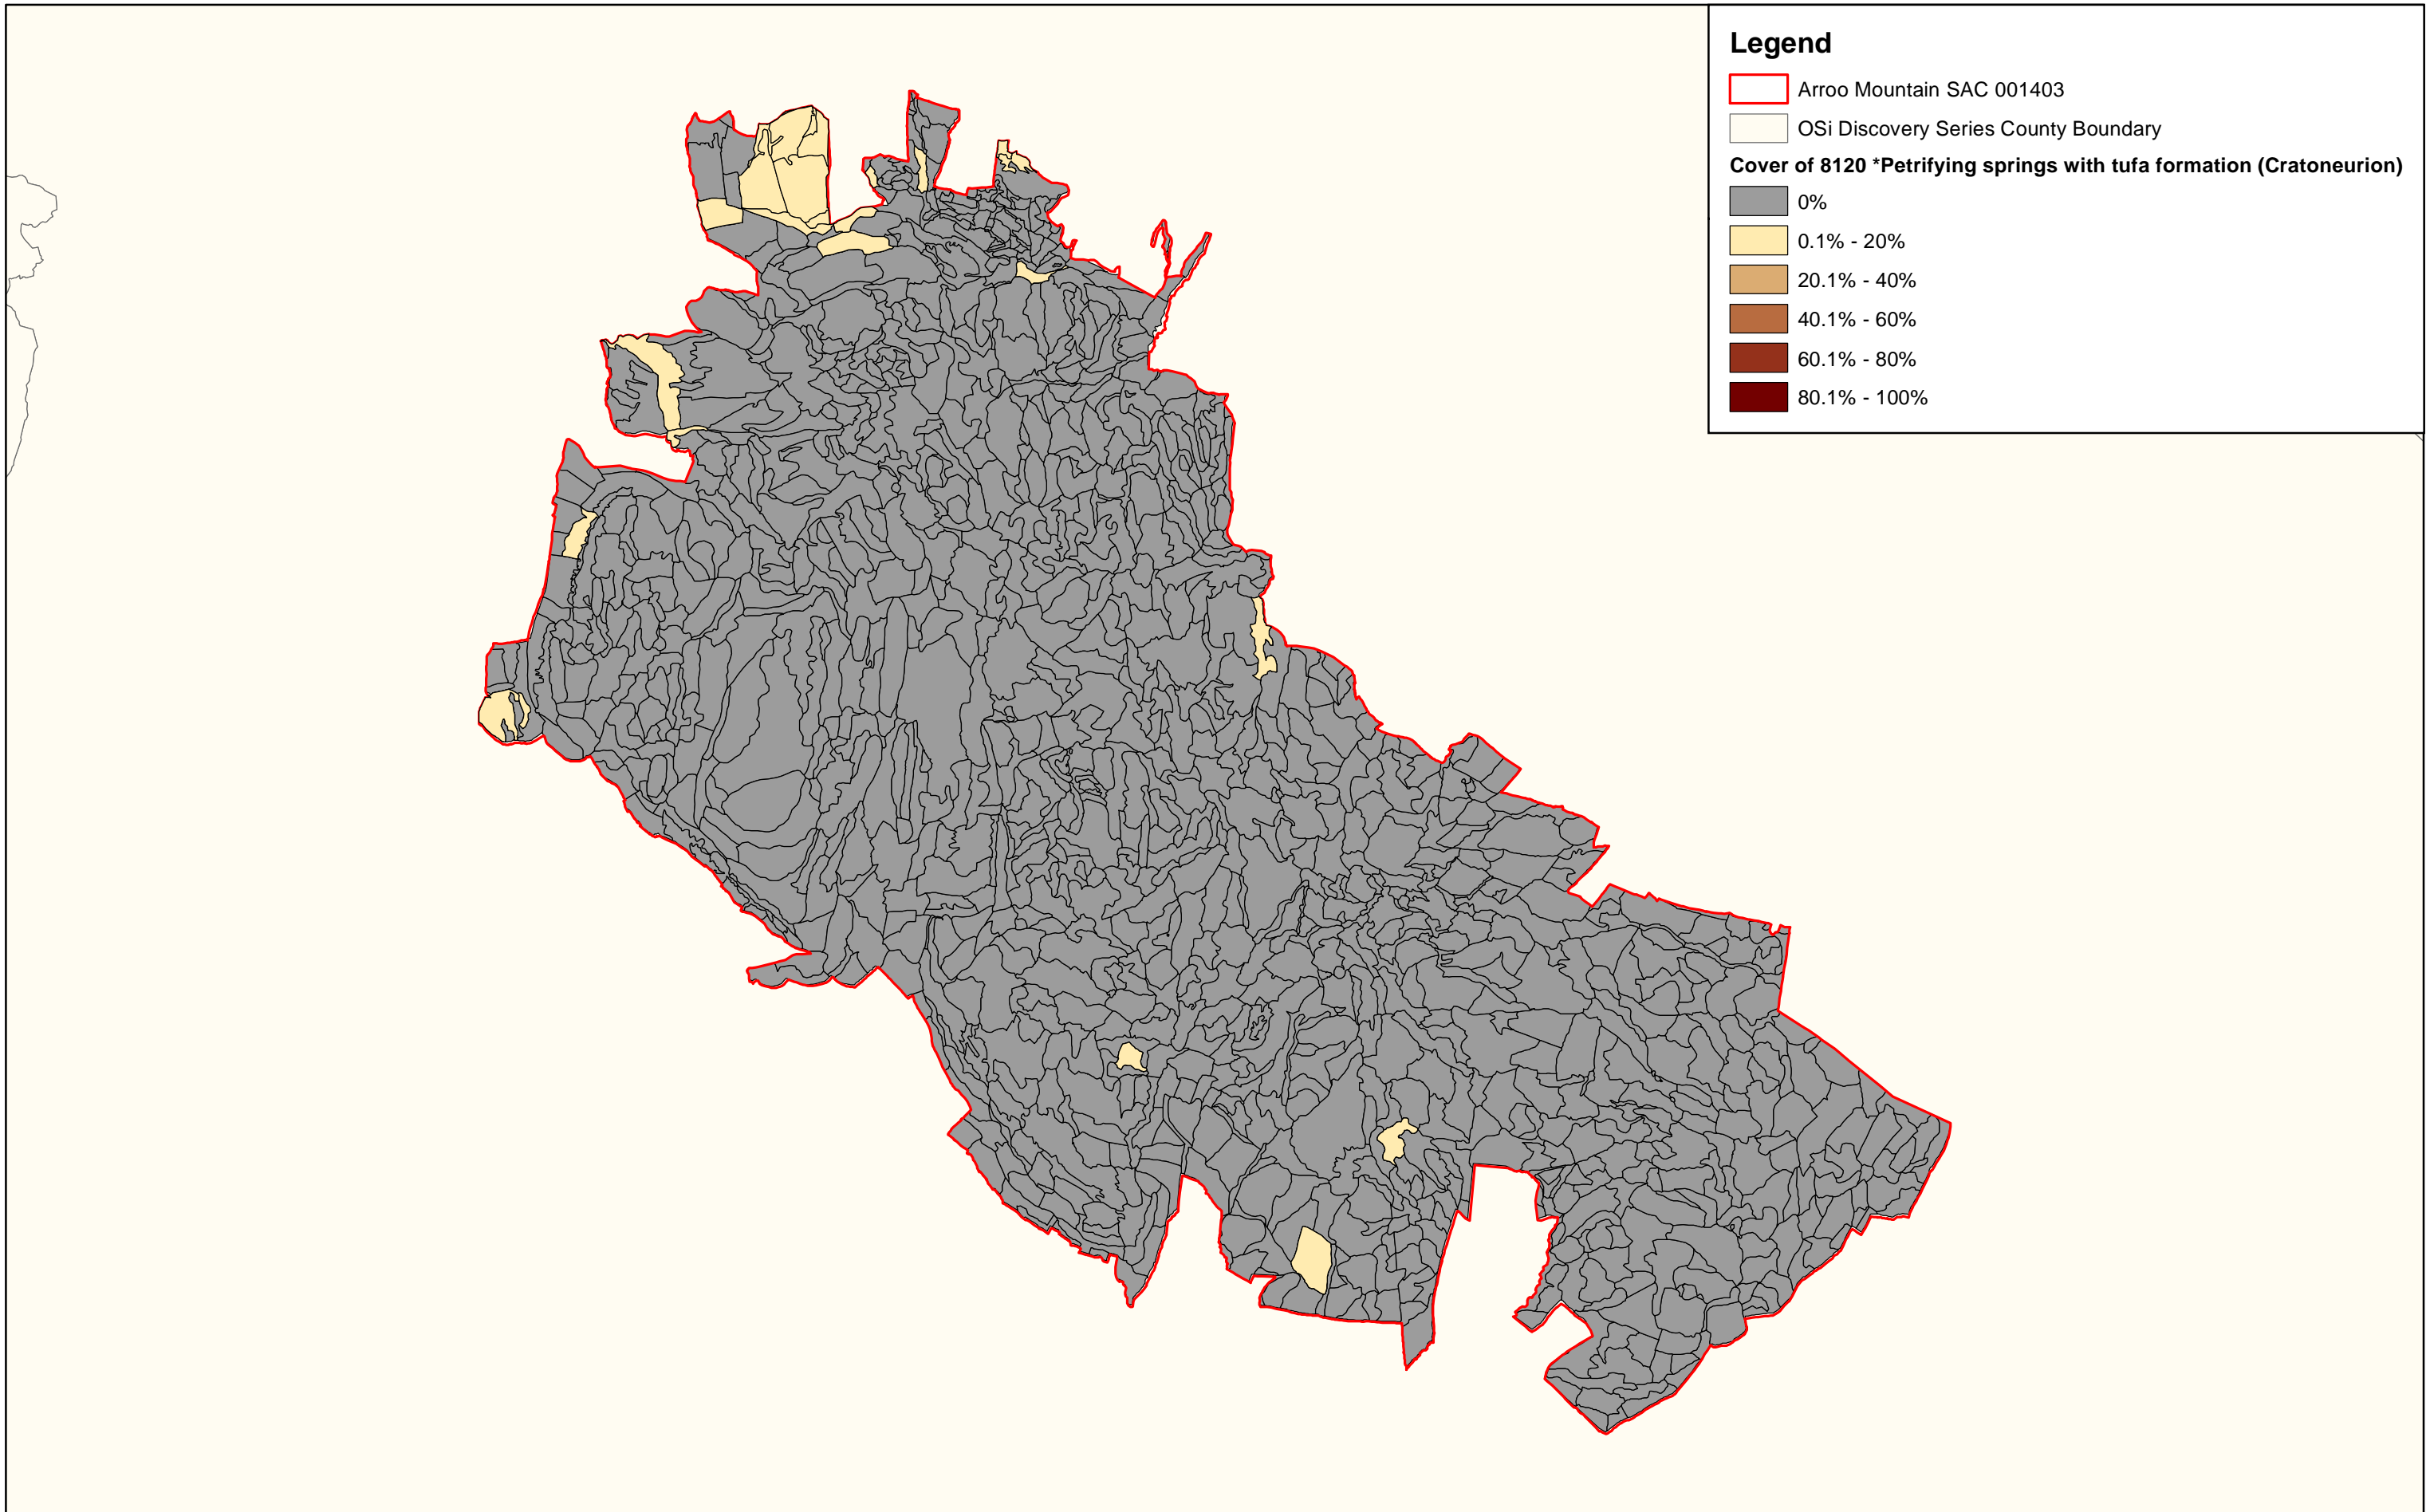 Legend
Arroo Mountain SAC 001403
OSi Discovery Series County Boundary
Cover of 8120 *Petrifying springs with tufa formation (Cratoneurion)
0%
0.1% - 20%
20.1% - 40%
40.1% - 60%
60.1% - 80%
80.1% - 100%